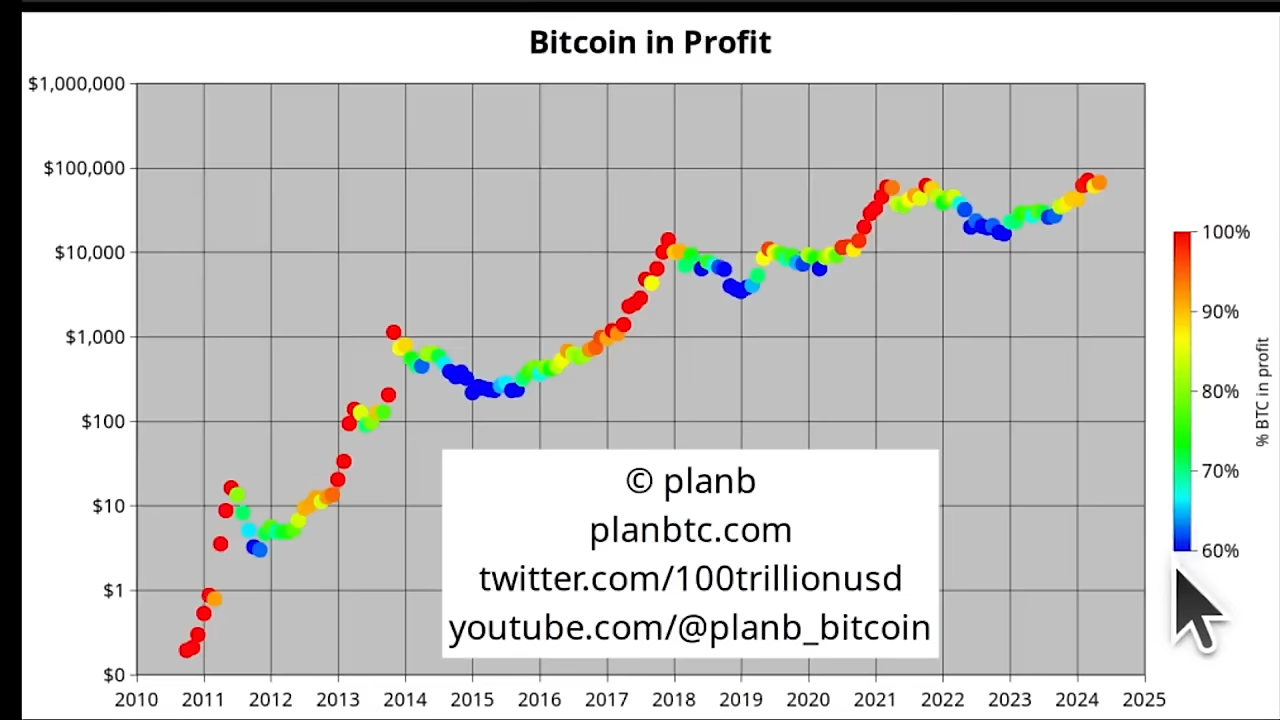 Bitcoin in Profit
$1,000,000
$100,000
$10,000
$1,000
$100
$10
$1
$0
2010 2011 2012 2013 2014 2015 2016 2017 2018 2019 2020 2021 2022 2023 2024 2025
© planb
planbtc.com
twitter.com/100trillionusd
youtube.com/@planb_bitcoin
100%
90%
80%
70%
60%
% BTC in profit